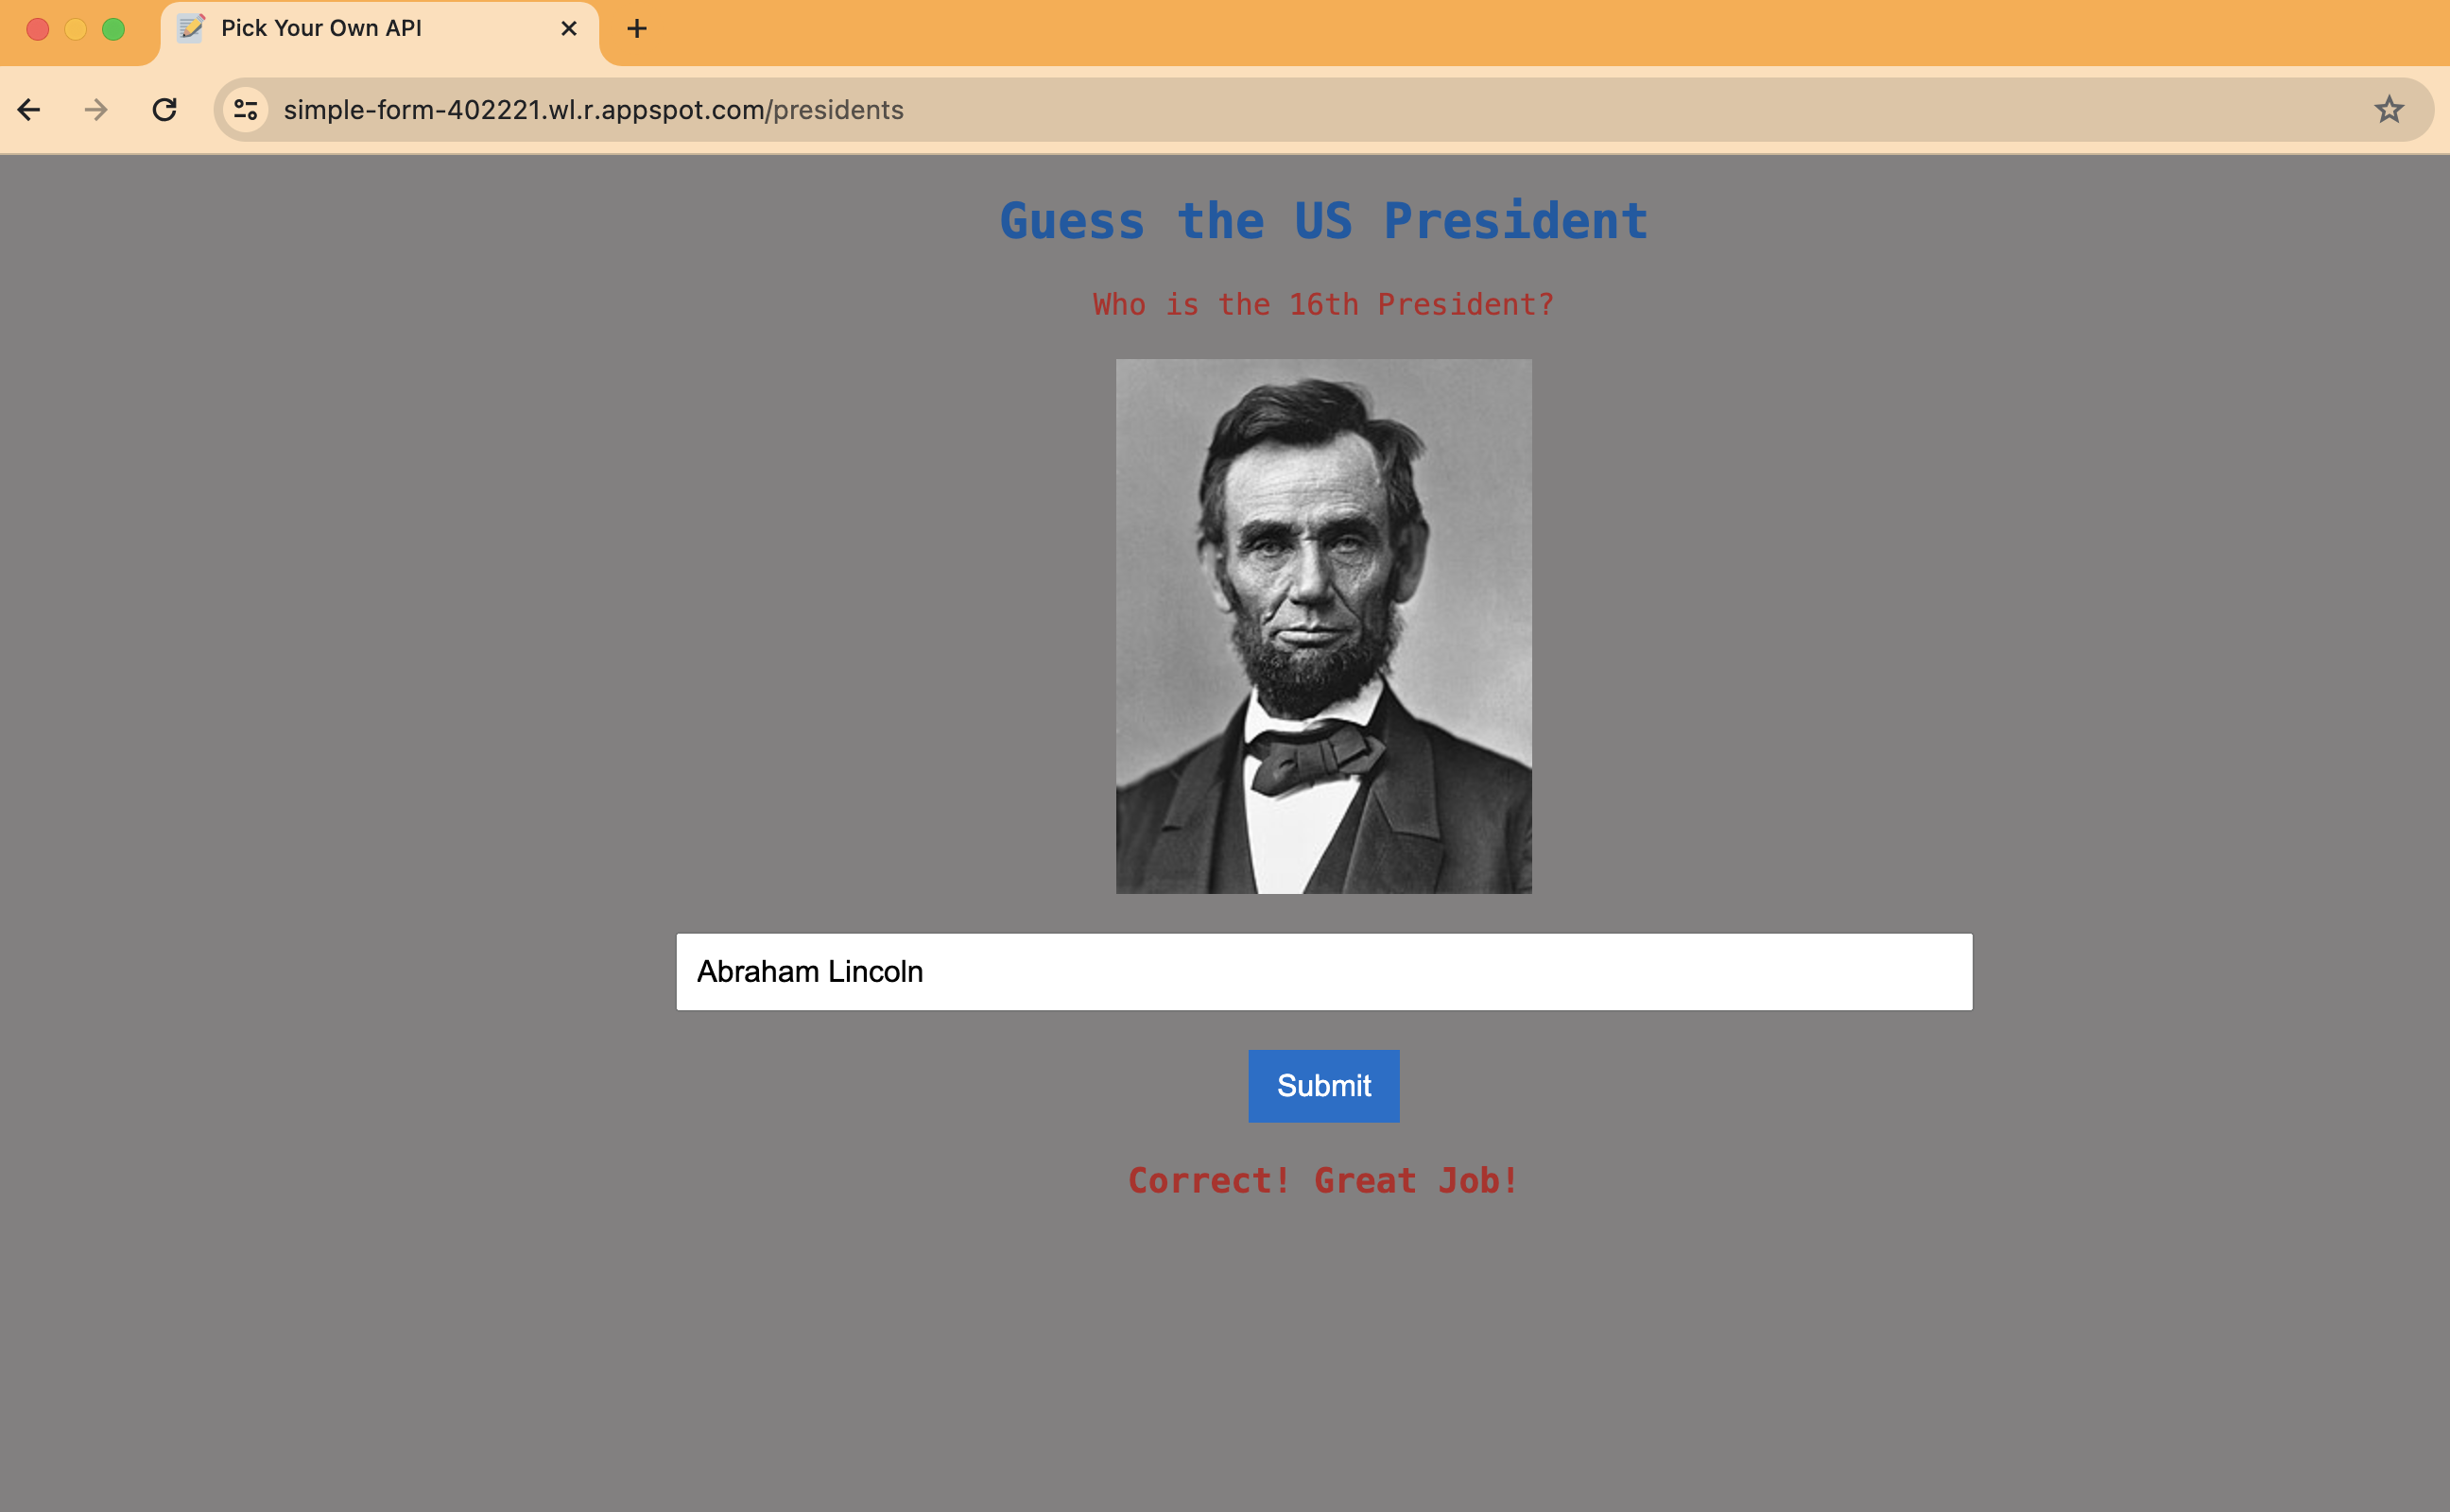 Pick Your Own API
simple-form-402221.wl.r.appspot.com/presidents
Guess the US President
Who is the 16th President?
Abraham Lincoln
Submit
Correct! Great Job!